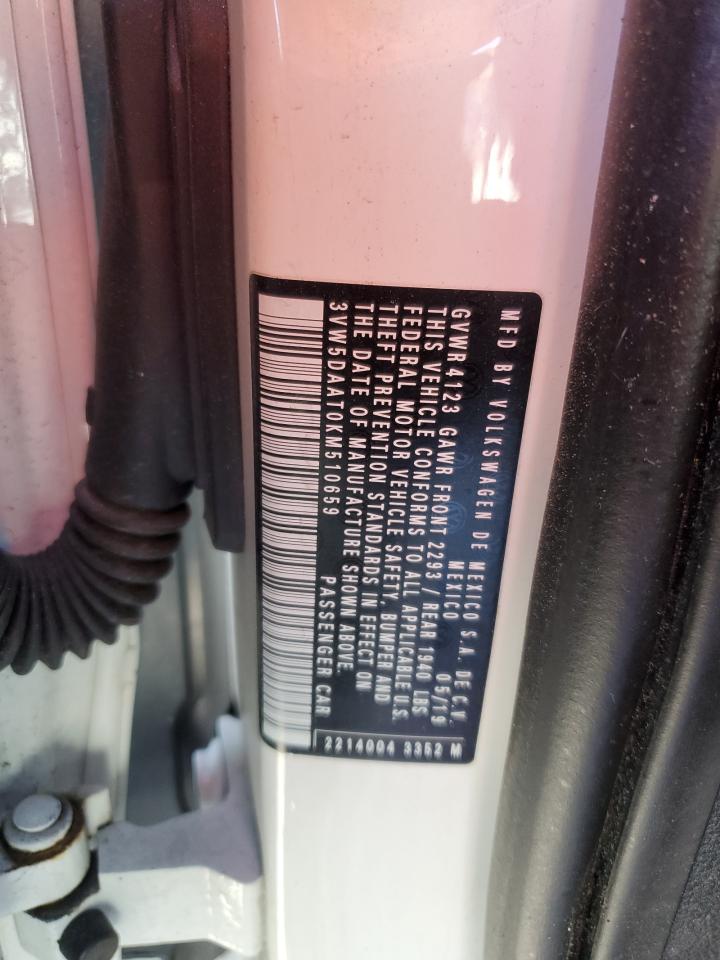 MFD BY VOLKSWAGEN DE MEXICO S.A. DE C.V.
MEXICO 05/19
GVWR 4123 GAWR FRONT 2293 / REAR 1940 LBS
THIS VEHICLE CONFORMS TO ALL APPLICABLE U.S.
FEDERAL MOTOR VEHICLE SAFETY, BUMPER AND
THEFT PREVENTION STANDARDS IN EFFECT ON
THE DATE OF MANUFACTURE SHOWN ABOVE.
3VW5DAAT0KM510659 PASSENGER CAR
2214004 3352 M